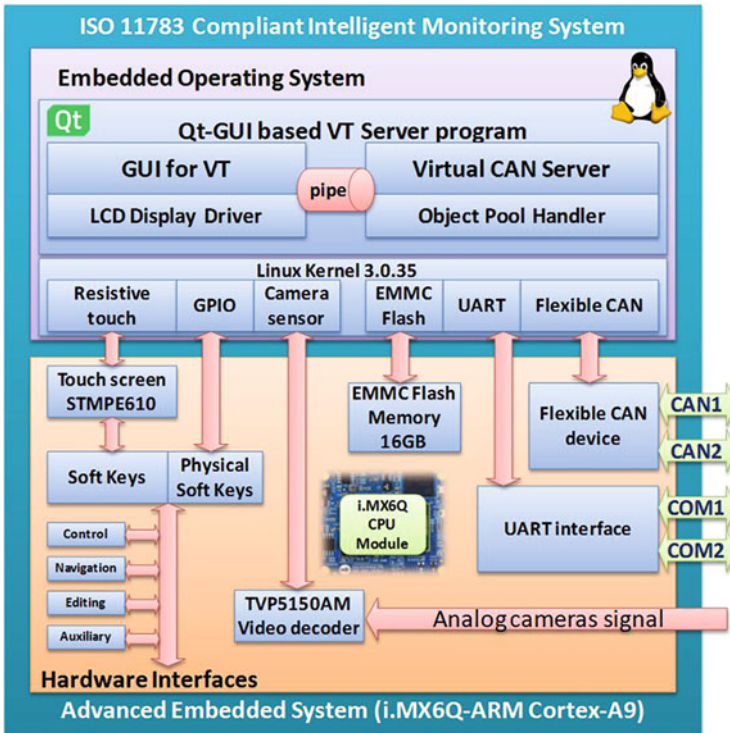 ISO 11783 Compliant Intelligent Monitoring System
Embedded Operating System
Qt
Qt-GUI based VT Server program
GUI for VT
pipe
Virtual CAN Server
LCD Display Driver
Object Pool Handler
Linux Kernel 3.0.35
Resistive
touch
GPIO
Camera
sensor
EMMC
Flash
UART
Flexible CAN
Touch screen
STMPE610
EMMC Flash
Memory
16GB
Flexible CAN
device
CAN1
CAN2
Soft Keys
Physical
Soft Keys
i.MX6Q
CPU
Module
UART interface
COM1
COM2
Control
Navigation
Editing
Auxiliary
TVP5150AM
Video decoder
Analog cameras signal
Hardware Interfaces
Advanced Embedded System (i.MX6Q-ARM Cortex-A9)